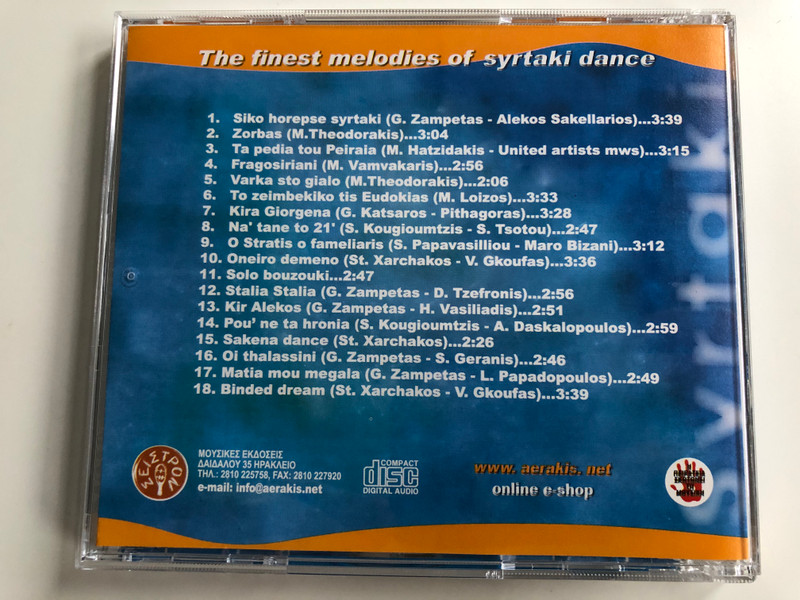 The finest melodies of syrtaki dance
1. Siko horepse syrtaki (G. Zampetas - Alekos Sakellarios)...3:39
2. Zorbas (M.Theodorakis)...3:04
3. Ta pedia tou Peiraia (M. Hatzidakis - United artists mws)...3:15
4. Fragosiriani (M. Vamvakaris)...2:56
5. Varka sto gialo (M.Theodorakis)...2:06
6. To zeimbekiko tis Eudokias (M. Loizos)...3:33
7. Kira Giorgena (G. Katsaros - Pithagoras)...3:28
8. Na' tane to 21' (S. Kougioumtzis - S. Tsotou)...2:47
9. O Stratis o fameliaris (S. Papavasilliou - Maro Bizani)...3:12
10. Oneiro demeno (St. Xarchakos - V. Gkoufas)...3:36
11. Solo bouzouki...2:47
12. Stalia Stalia (G. Zampetas - D. Tzefronis)...2:56
13. Kir Alekos (G. Zampetas - H. Vasiliadis)...2:51
14. Pou' ne ta hronia (S. Kougioumtzis - A. Daskalopoulos)...2:59
15. Sakena dance (St. Xarchakos)...2:26
16. Oi thalassini (G. Zampetas - S. Geranis)...2:46
17. Matia mou megala (G. Zampetas - L. Papadopoulos)...2:49
18. Binded dream (St. Xarchakos - V. Gkoufas)...3:39
syrtaki
ΣΕΙΣΤΡΟΝ
ΜΟΥΣΙΚΕΣ ΕΚΔΟΣΕΙΣ
ΔΑΙΔΑΛΟΥ 35 ΗΡΑΚΛΕΙΟ
ΤΗΛ.: 2810 225758, FAX: 2810 227920
e-mail: info@aerakis.net
COMPACT
disc
DIGITAL AUDIO
www. aerakis. net
online e-shop